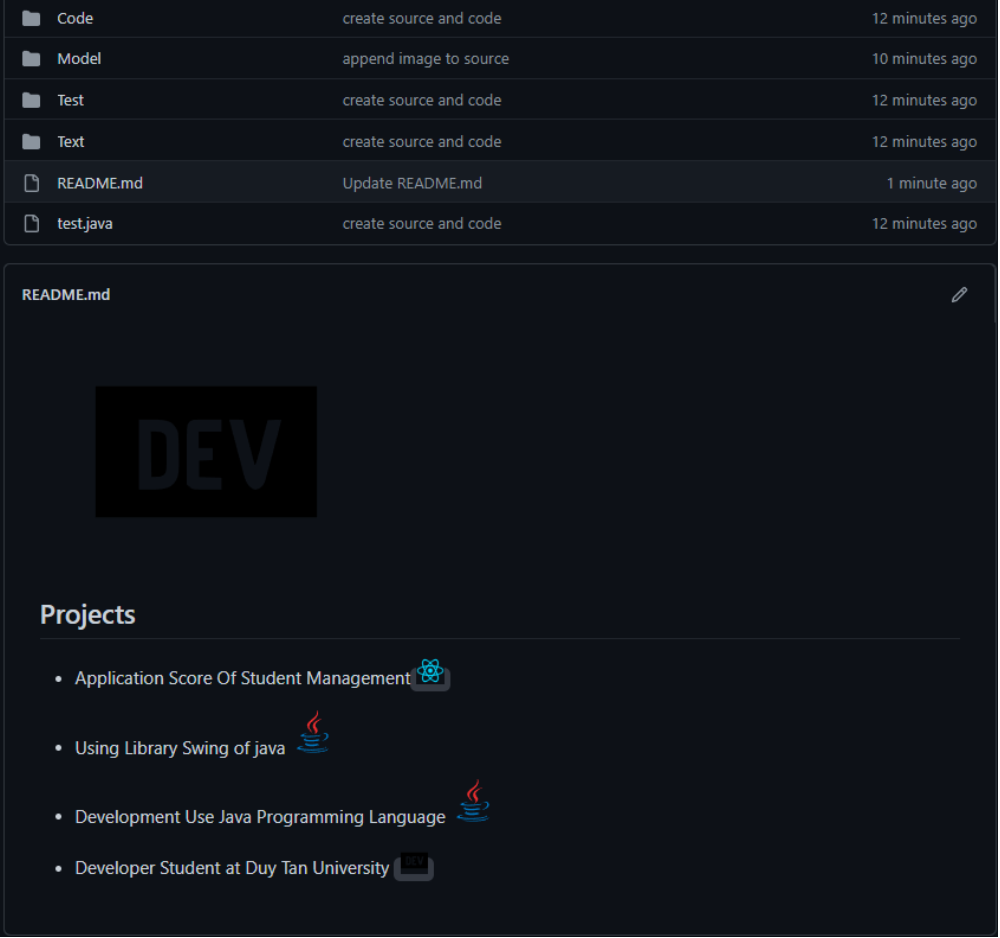 Code create source and code 12 minutes ago
Model append image to source 10 minutes ago
Test create source and code 12 minutes ago
Text create source and code 12 minutes ago
README.md Update README.md 1 minute ago
test.java create source and code 12 minutes ago
README.md
DEV
Projects
Application Score Of Student Management
Using Library Swing of java
Development Use Java Programming Language
Developer Student at Duy Tan University DEV